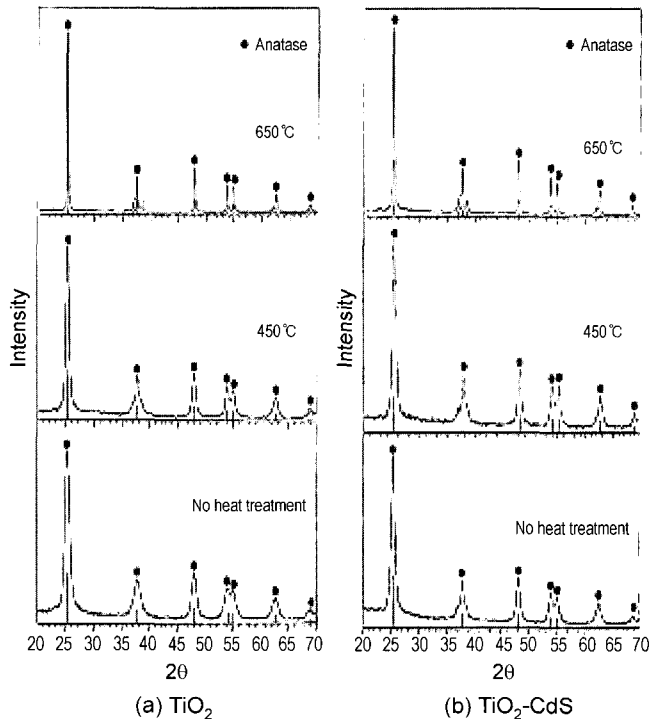 Anatase
650℃
450℃
No heat treatment
Intensity
20 25 30 35 40 45 50 55 60 65 70
2θ
(a) TiO₂
Anatase
650℃
450℃
No heat treatment
Intensity
20 25 30 35 40 45 50 55 60 65 70
2θ
(b) TiO₂-CdS